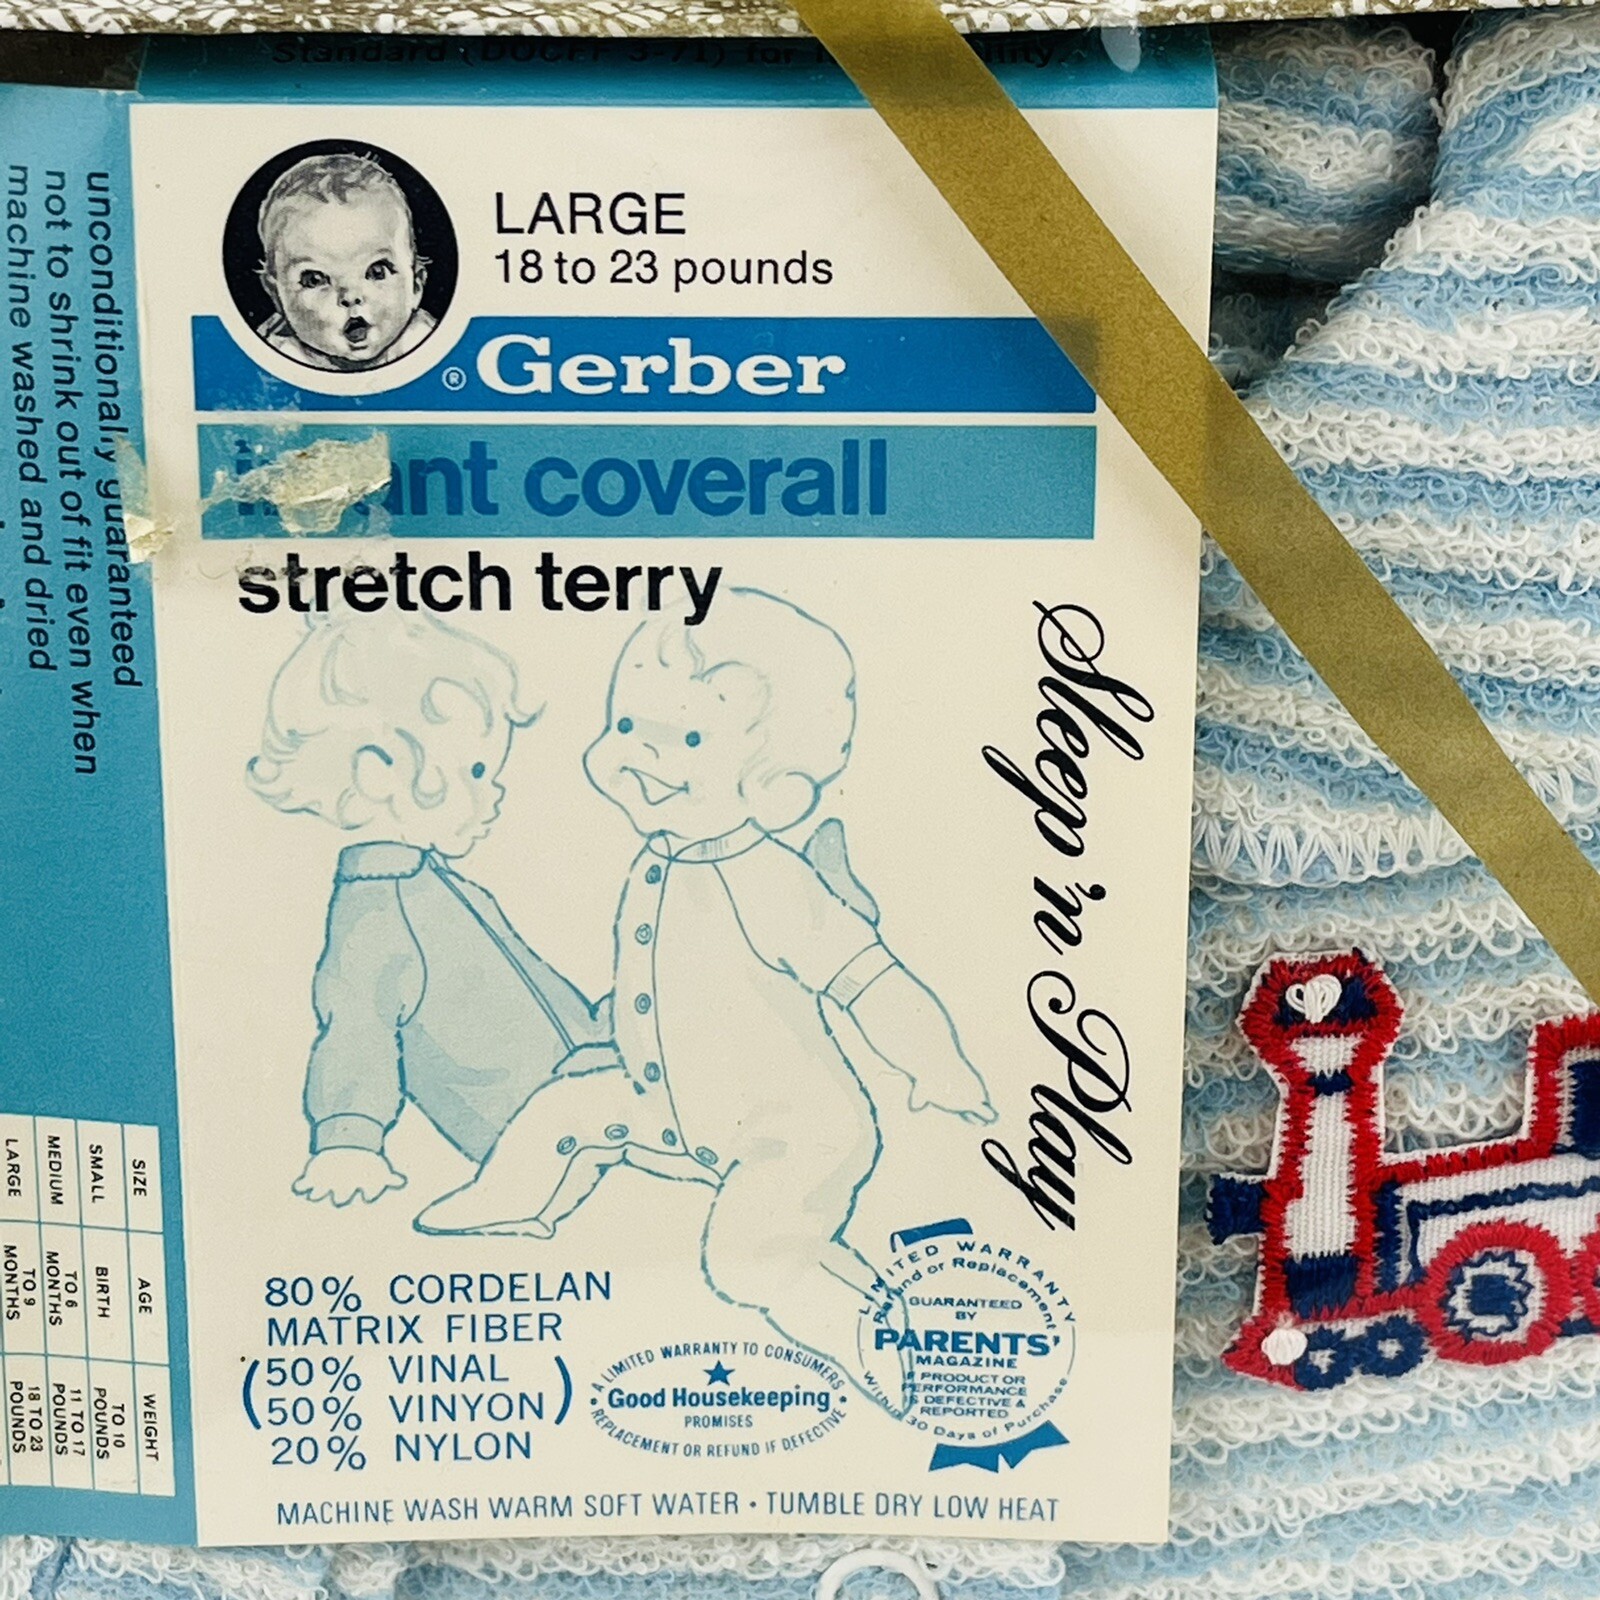 Standard (DOCFF 3-71) for
LARGE
18 to 23 pounds
® Gerber
infant coverall
stretch terry
Sleep 'n Play
80% CORDELAN
MATRIX FIBER
(50% VINAL
50% VINYON)
20% NYLON
A LIMITED WARRANTY TO CONSUMERS
Good Housekeeping
PROMISES
REPLACEMENT OR REFUND IF DEFECTIVE
LIMITED WARRANTY
Refund or Replacement
GUARANTEED
BY
PARENTS'
MAGAZINE
IF PRODUCT OR
PERFORMANCE
IS DEFECTIVE &
REPORTED
Within 30 Days of Purchase
MACHINE WASH WARM SOFT WATER • TUMBLE DRY LOW HEAT
unconditionally guaranteed
not to shrink out of fit even when
machine washed and dried
SIZE AGE WEIGHT
SMALL BIRTH TO 10 POUNDS
MEDIUM TO 6 MONTHS 11 TO 17 POUNDS
LARGE TO 9 MONTHS 18 TO 23 POUNDS